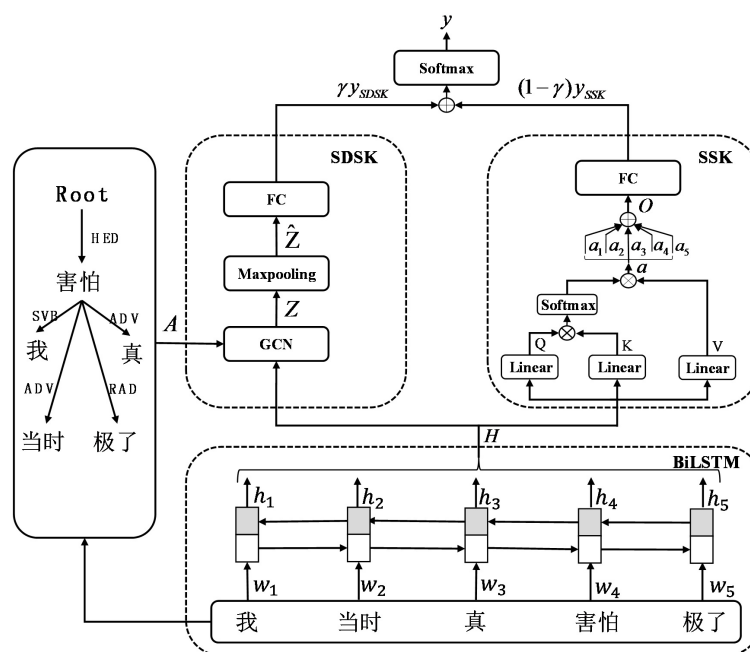 y
Softmax
γy_SDSK
(1−γ)y_SSK
SDSK
SSK
Root
HED
害怕
SVB
ADV
我
真
ADV
RAD
当时
极了
A
FC
Ẑ
Maxpooling
Z
GCN
FC
O
a₁ a₂ a₃ a₄ a₅
a
Softmax
Q
K
V
Linear
Linear
Linear
H
BiLSTM
h₁ h₂ h₃ h₄ h₅
w₁ w₂ w₃ w₄ w₅
我 当时 真 害怕 极了